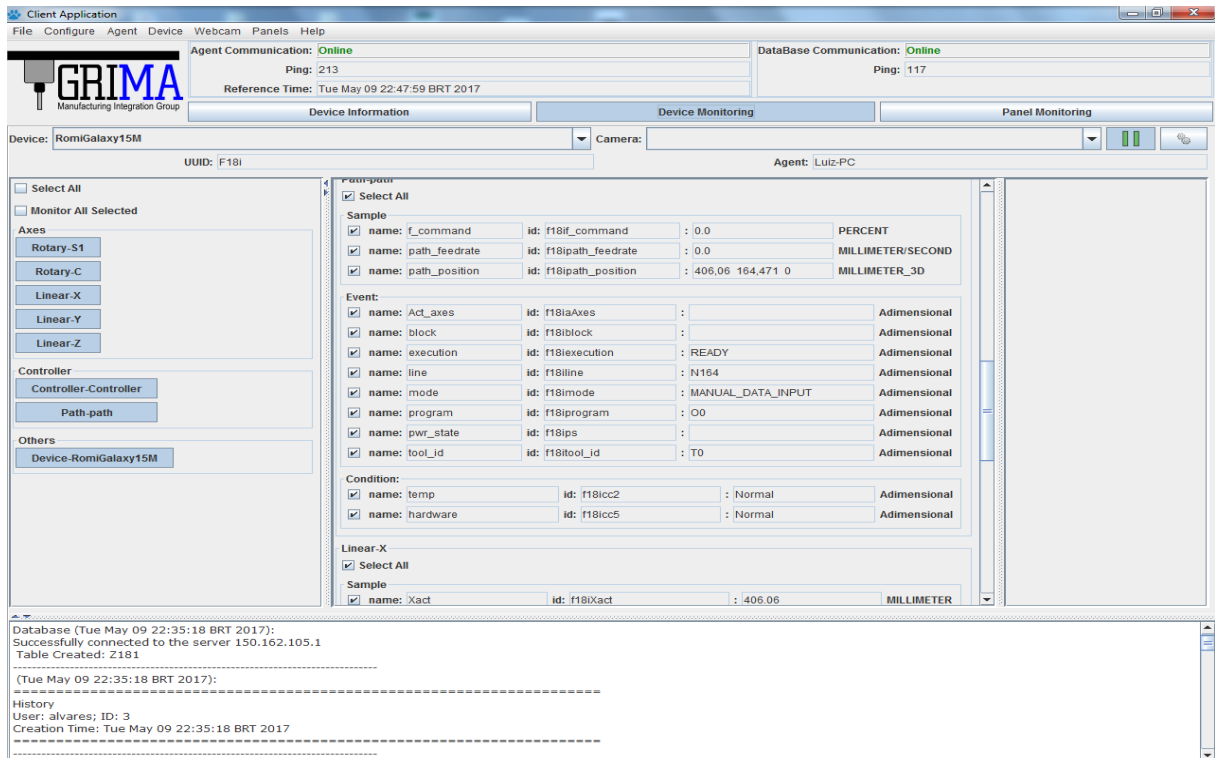 Client Application
File Configure Agent Device Webcam Panels Help
GRIMA
Manufacturing Integration Group
Agent Communication: Online
Ping: 213
Reference Time: Tue May 09 22:47:59 BRT 2017
DataBase Communication: Online
Ping: 117
Device Information Device Monitoring Panel Monitoring
Device: RomiGalaxy15M Camera:
UUID: F18i Agent: Luiz-PC
Select All
Monitor All Selected
Axes
Rotary-S1
Rotary-C
Linear-X
Linear-Y
Linear-Z
Controller
Controller-Controller
Path-path
Others
Device-RomiGalaxy15M
Path-path
Select All
Sample
name: f_command id: f18if_command : 0.0 PERCENT
name: path_feedrate id: f18ipath_feedrate : 0.0 MILLIMETER/SECOND
name: path_position id: f18ipath_position : 406,06 164,471 0 MILLIMETER_3D
Event:
name: Act_axes id: f18iaAxes : Adimensional
name: block id: f18iblock : Adimensional
name: execution id: f18iexecution : READY Adimensional
name: line id: f18iline : N164 Adimensional
name: mode id: f18imode : MANUAL_DATA_INPUT Adimensional
name: program id: f18iprogram : O0 Adimensional
name: pwr_state id: f18ips : Adimensional
name: tool_id id: f18itool_id : T0 Adimensional
Condition:
name: temp id: f18icc2 : Normal Adimensional
name: hardware id: f18icc5 : Normal Adimensional
Linear-X
Select All
Sample
name: Xact id: f18iXact : 406.06 MILLIMETER
Database (Tue May 09 22:35:18 BRT 2017):
Successfully connected to the server 150.162.105.1
Table Created: Z181
--------------------------------------------------------------------------------
(Tue May 09 22:35:18 BRT 2017):
======================================================================
History
User: alvares; ID: 3
Creation Time: Tue May 09 22:35:18 BRT 2017
======================================================================
--------------------------------------------------------------------------------